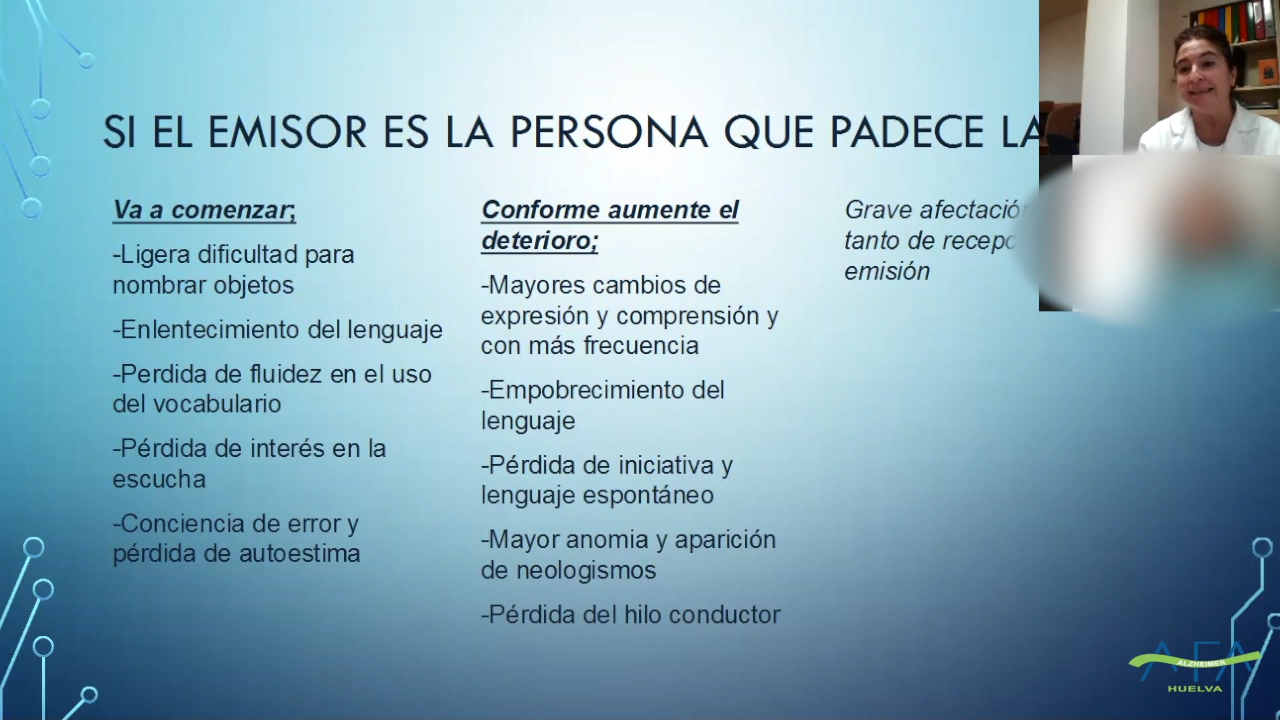 SI EL EMISOR ES LA PERSONA QUE PADECE LA
Va a comenzar;
-Ligera dificultad para
nombrar objetos
-Enlentecimiento del lenguaje
-Perdida de fluidez en el uso
del vocabulario
-Pérdida de interés en la
escucha
-Conciencia de error y
pérdida de autoestima
Conforme aumente el
deterioro;
-Mayores cambios de
expresión y comprensión y
con más frecuencia
-Empobrecimiento del
lenguaje
-Pérdida de iniciativa y
lenguaje espontáneo
-Mayor anomia y aparición
de neologismos
-Pérdida del hilo conductor
Grave afectación
tanto de
emisión
AFA
ALZHEIMER
HUELVA